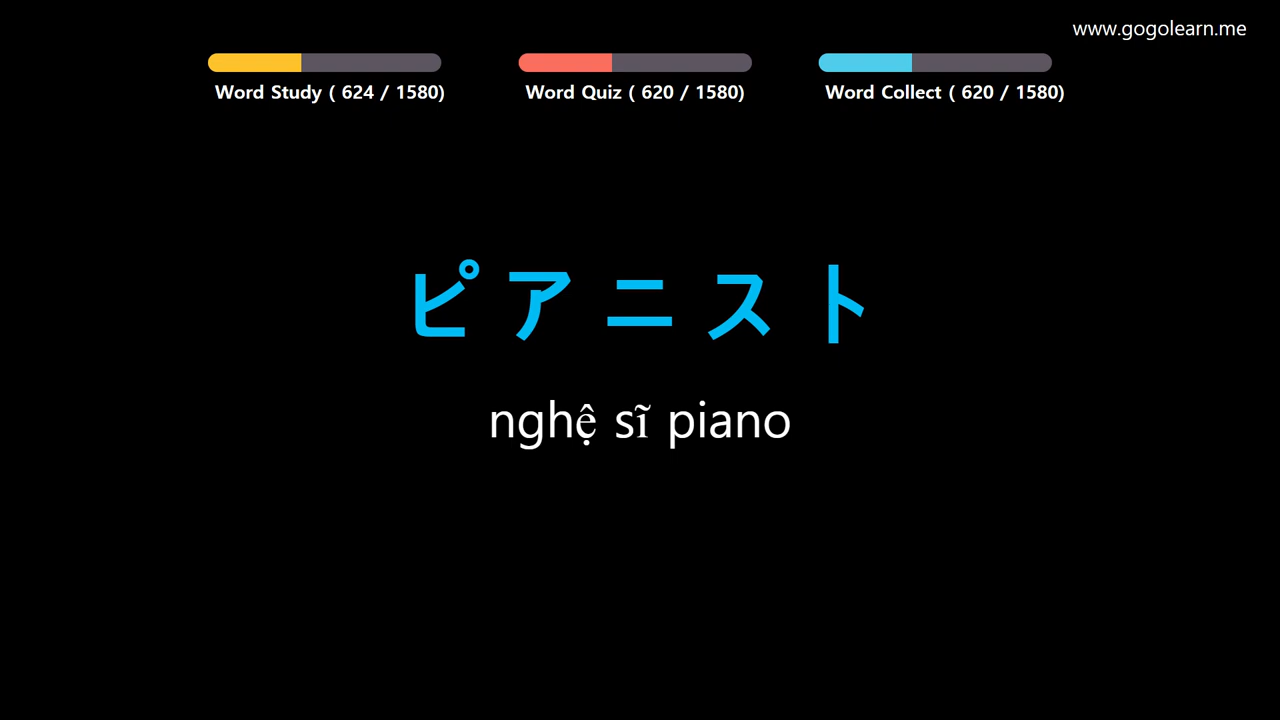 www.gogolearn.me
Word Study ( 624 / 1580)
Word Quiz ( 620 / 1580)
Word Collect ( 620 / 1580)
ピアニスト
nghệ sĩ piano